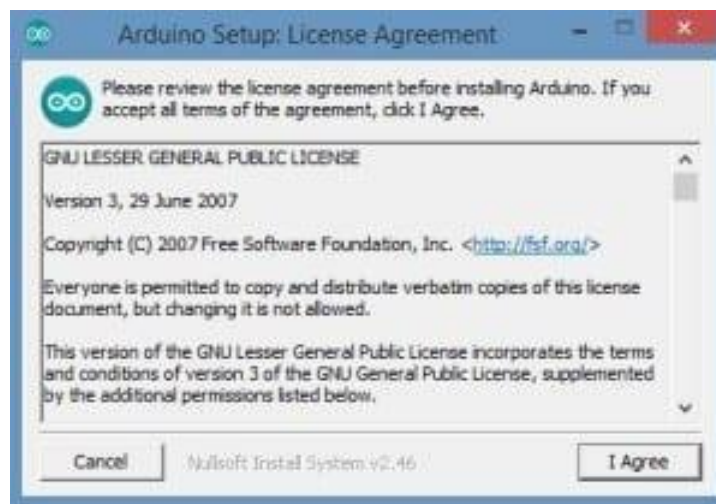 Arduino Setup: License Agreement
Please review the license agreement before installing Arduino. If you
accept all terms of the agreement, click I Agree.
GNU LESSER GENERAL PUBLIC LICENSE
Version 3, 29 June 2007
Copyright (C) 2007 Free Software Foundation, Inc. <http://fsf.org/>
Everyone is permitted to copy and distribute verbatim copies of this license
document, but changing it is not allowed.
This version of the GNU Lesser General Public License incorporates the terms
and conditions of version 3 of the GNU General Public License, supplemented
by the additional permissions listed below.
Cancel
Nullsoft Install System v2.46
I Agree